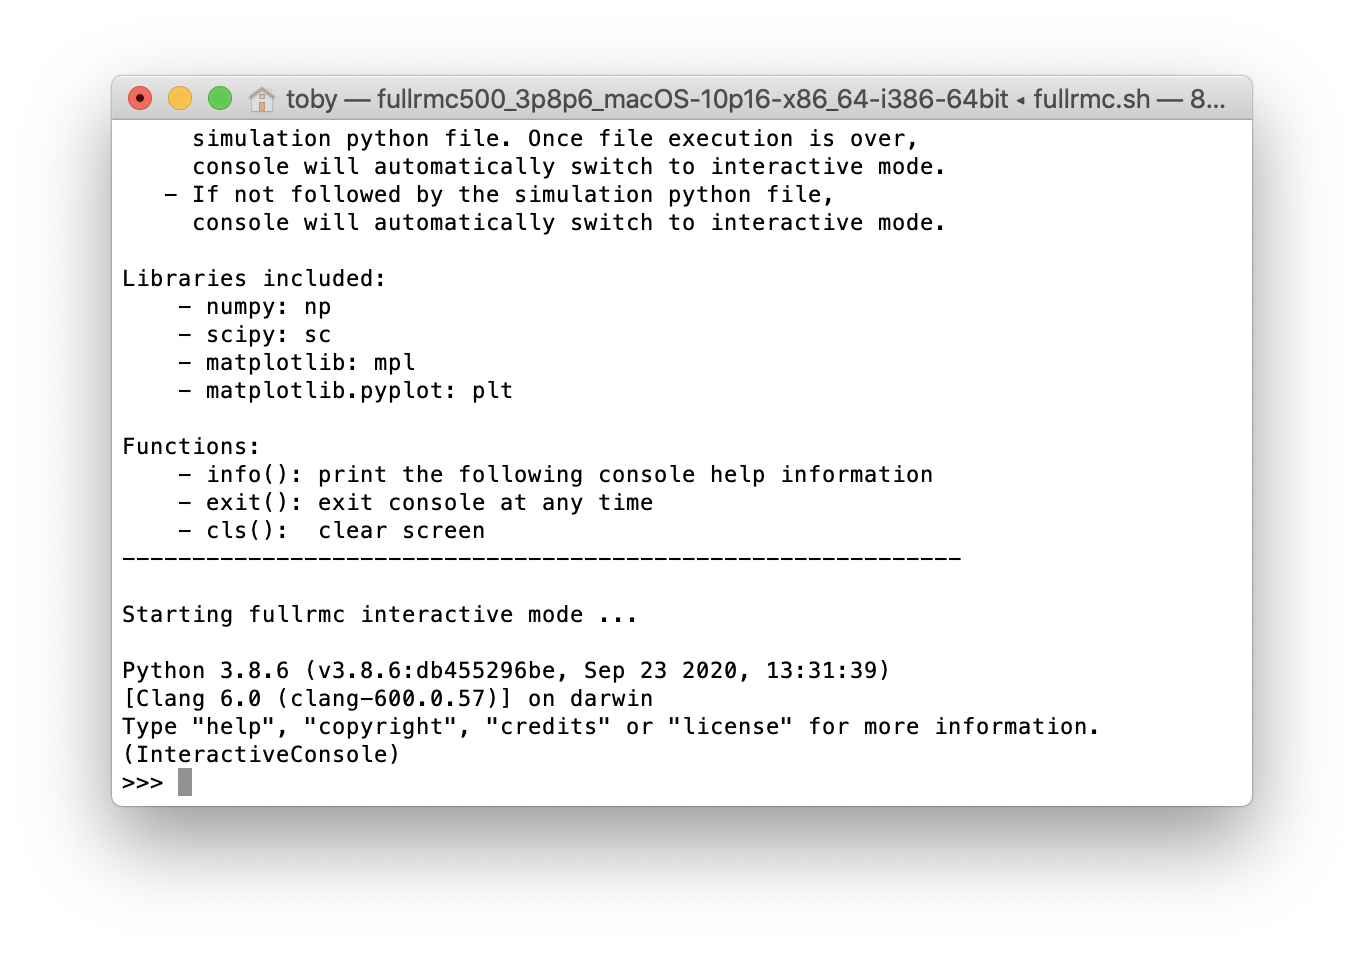 toby — fullrmc500_3p8p6_macOS-10p16-x86_64-i386-64bit ◂ fullrmc.sh — 8...
simulation python file. Once file execution is over,
console will automatically switch to interactive mode.
- If not followed by the simulation python file,
console will automatically switch to interactive mode.
Libraries included:
- numpy: np
- scipy: sc
- matplotlib: mpl
- matplotlib.pyplot: plt
Functions:
- info(): print the following console help information
- exit(): exit console at any time
- cls():  clear screen
------------------------------------------------------------
Starting fullrmc interactive mode ...
Python 3.8.6 (v3.8.6:db455296be, Sep 23 2020, 13:31:39)
[Clang 6.0 (clang-600.0.57)] on darwin
Type "help", "copyright", "credits" or "license" for more information.
(InteractiveConsole)
>>>